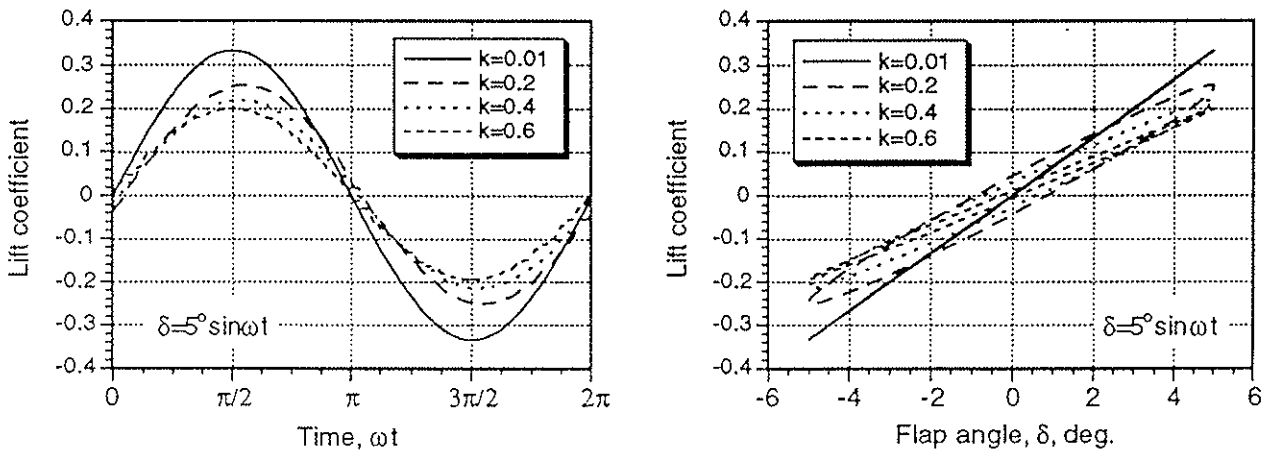 0.4
0.3
0.2
0.1
0
-0.1
-0.2
-0.3
-0.4
Lift coefficient
k=0.01
k=0.2
k=0.4
k=0.6
δ=5°sinωt
0
π/2
π
3π/2
2π
Time, ωt
0.4
0.3
0.2
0.1
0
-0.1
-0.2
-0.3
-0.4
Lift coefficient
k=0.01
k=0.2
k=0.4
k=0.6
δ=5°sinωt
-6
-4
-2
0
2
4
6
Flap angle, δ, deg.